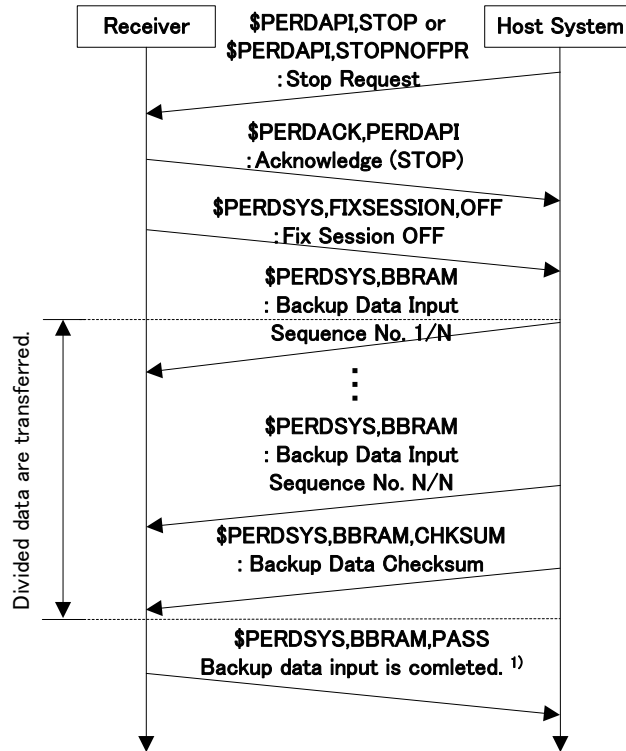 Receiver
Host System
$PERDAPI,STOP or
$PERDAPI,STOPNOFPR
:Stop Request
$PERDACK,PERDAPI
:Acknowledge (STOP)
$PERDSYS,FIXSESSION,OFF
:Fix Session OFF
$PERDSYS,BBRAM
: Backup Data Input
Sequence No. 1/N
Divided data are transferred.
$PERDSYS,BBRAM
: Backup Data Input
Sequence No. N/N
$PERDSYS,BBRAM,CHKSUM
: Backup Data Checksum
$PERDSYS,BBRAM,PASS
Backup data input is comleted. 1)